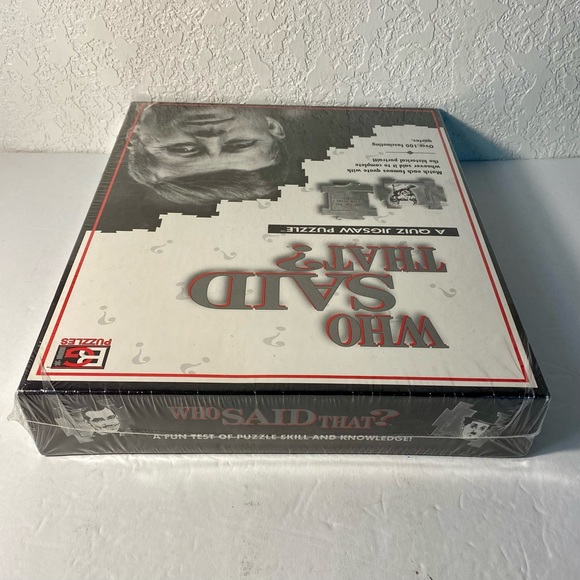 WHO
SAID
THAT?
A QUIZ JIGSAW PUZZLE™
Match each famous quote with
whoever said it to complete
the historical portrait!
Over 100 fascinating
quotes.
PUZZLES
WHO SAID THAT?
A FUN TEST OF PUZZLE SKILL AND KNOWLEDGE!